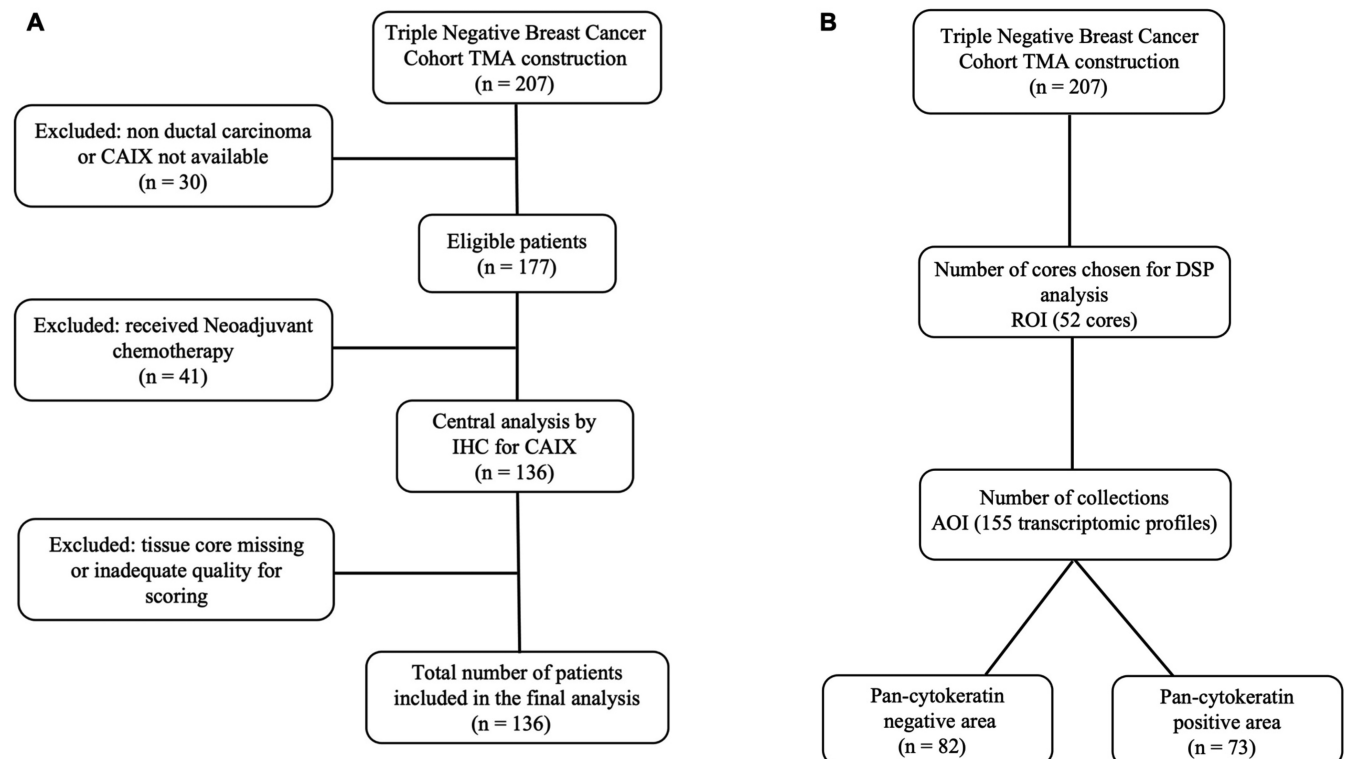 A
Triple Negative Breast Cancer
Cohort TMA construction
(n = 207)
Excluded: non ductal carcinoma
or CAIX not available
(n = 30)
Eligible patients
(n = 177)
Excluded: received Neoadjuvant
chemotherapy
(n = 41)
Central analysis by
IHC for CAIX
(n = 136)
Excluded: tissue core missing
or inadequate quality for
scoring
Total number of patients
included in the final analysis
(n = 136)
B
Triple Negative Breast Cancer
Cohort TMA construction
(n = 207)
Number of cores chosen for DSP
analysis
ROI (52 cores)
Number of collections
AOI (155 transcriptomic profiles)
Pan-cytokeratin
negative area
(n = 82)
Pan-cytokeratin
positive area
(n = 73)